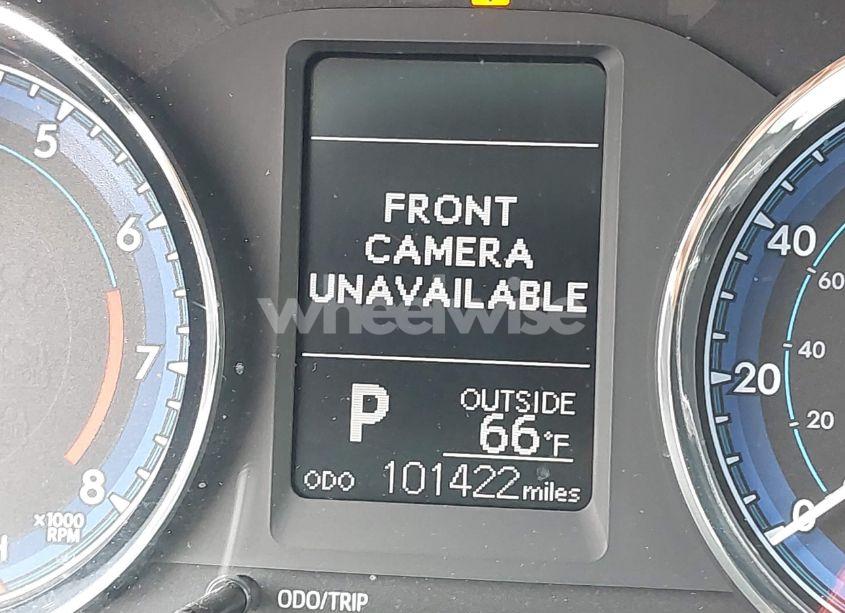 FRONT
CAMERA
UNAVAILABLE
wheelwise
P
OUTSIDE
66°F
ODO 101422 miles
5
6
7
8
x1000
RPM
40
60
40
20
20
0
ODO/TRIP